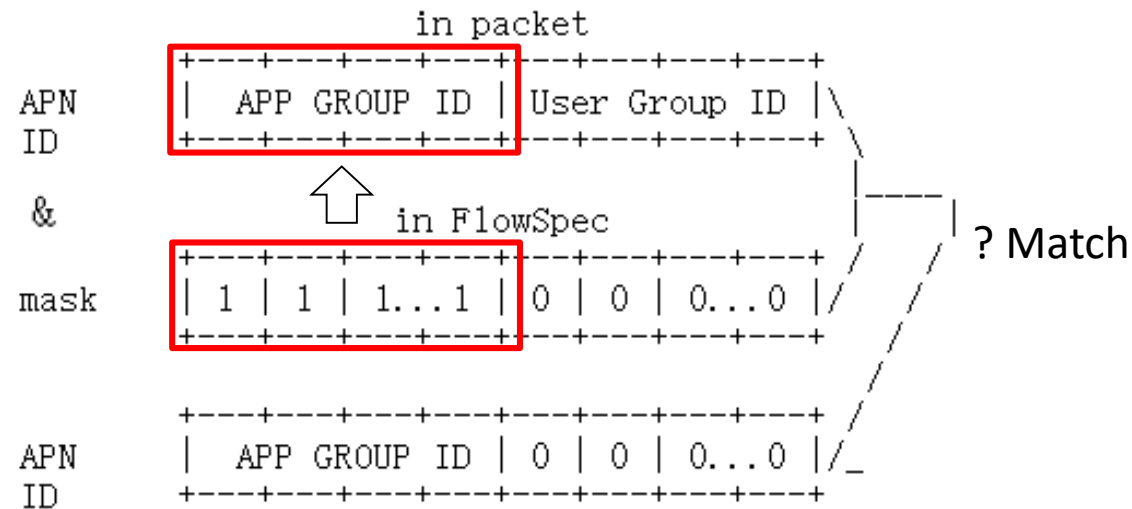 in packet
+---+---+---+---+---+---+---+---+
APN | APP GROUP ID | User Group ID |\
ID +---+---+---+---+---+---+---+---+ \
& in FlowSpec
+---+---+---+---+---+---+---+---+
? Match
mask | 1 | 1 | 1...1 | 0 | 0 | 0...0 |/
+---+---+---+---+---+---+---+---+
+---+---+---+---+---+---+---+---+
APN | APP GROUP ID | 0 | 0 | 0...0 |/_
ID +---+---+---+---+---+---+---+---+